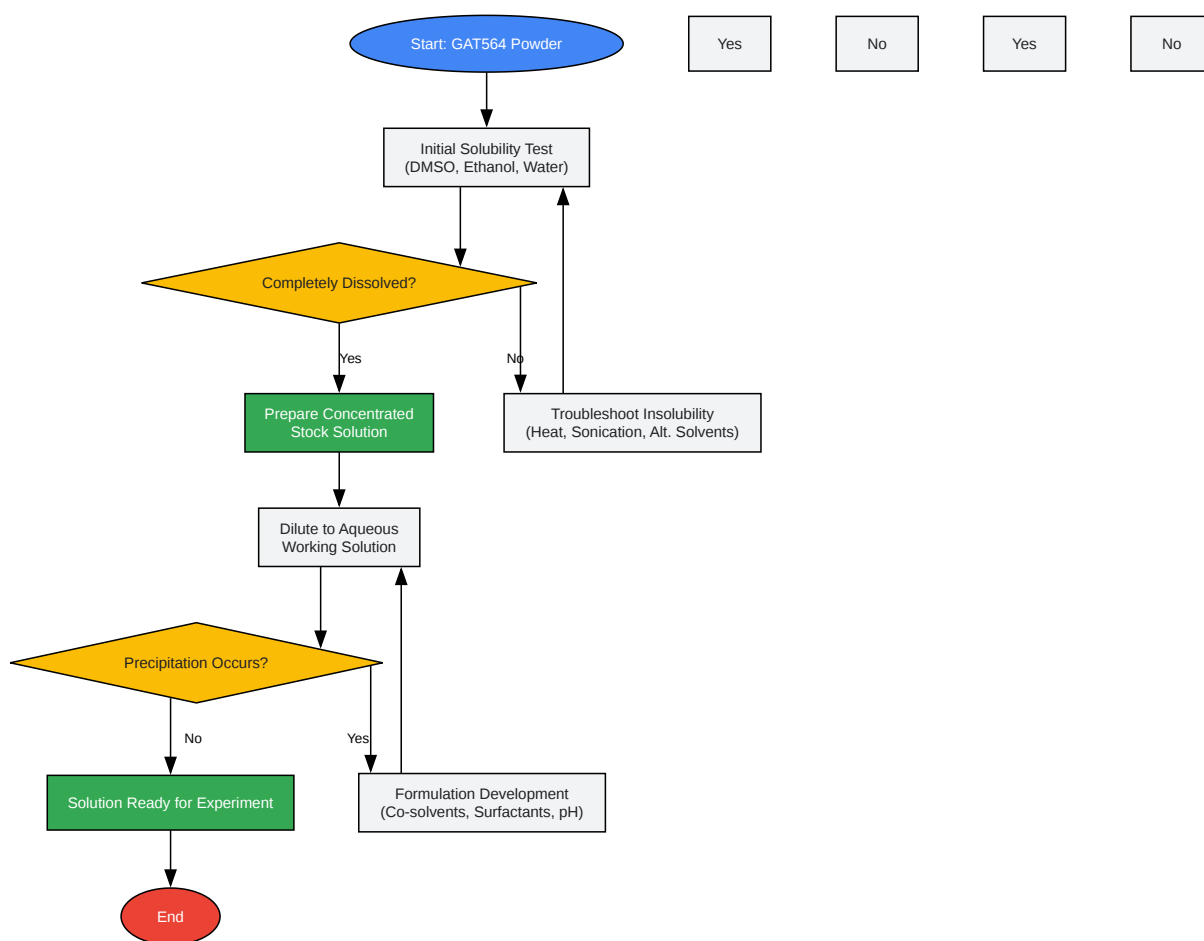 Start: GAT564 Powder
Yes
No
Yes
No
Initial Solubility Test
(DMSO, Ethanol, Water)
Completely Dissolved?
Yes
No
Prepare Concentrated
Stock Solution
Troubleshoot Insolubility
(Heat, Sonication, Alt. Solvents)
Dilute to Aqueous
Working Solution
Precipitation Occurs?
No
Yes
Solution Ready for Experiment
Formulation Development
(Co-solvents, Surfactants, pH)
End